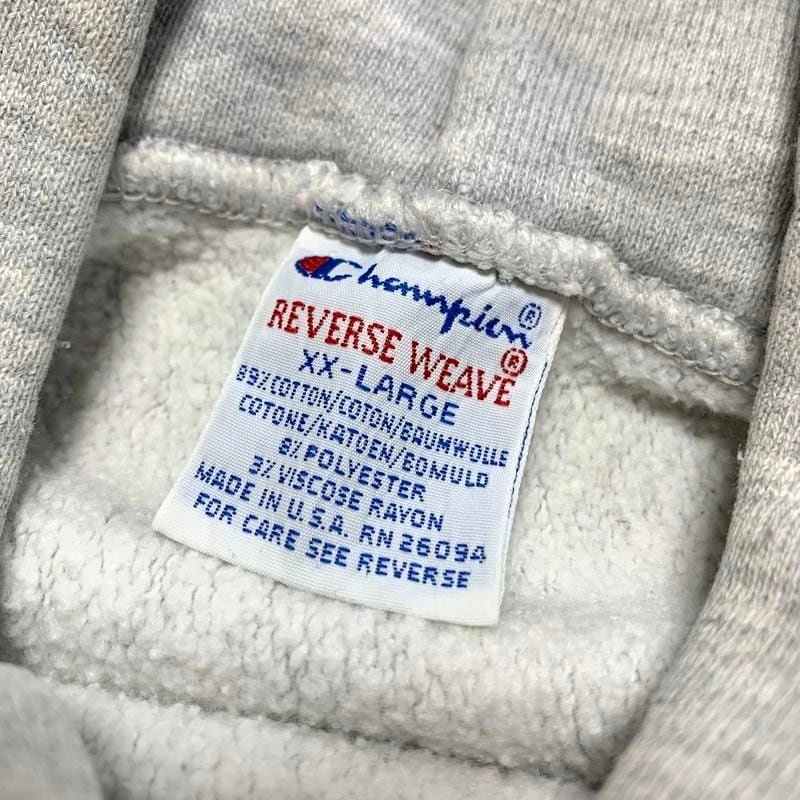 Champion®
REVERSE WEAVE®
XX-LARGE
89% COTTON/COTON/BAUMWOLLE
COTONE/KATOEN/BOMULD
8% POLYESTER
3% VISCOSE RAYON
MADE IN U.S.A. RN 26094
FOR CARE SEE REVERSE